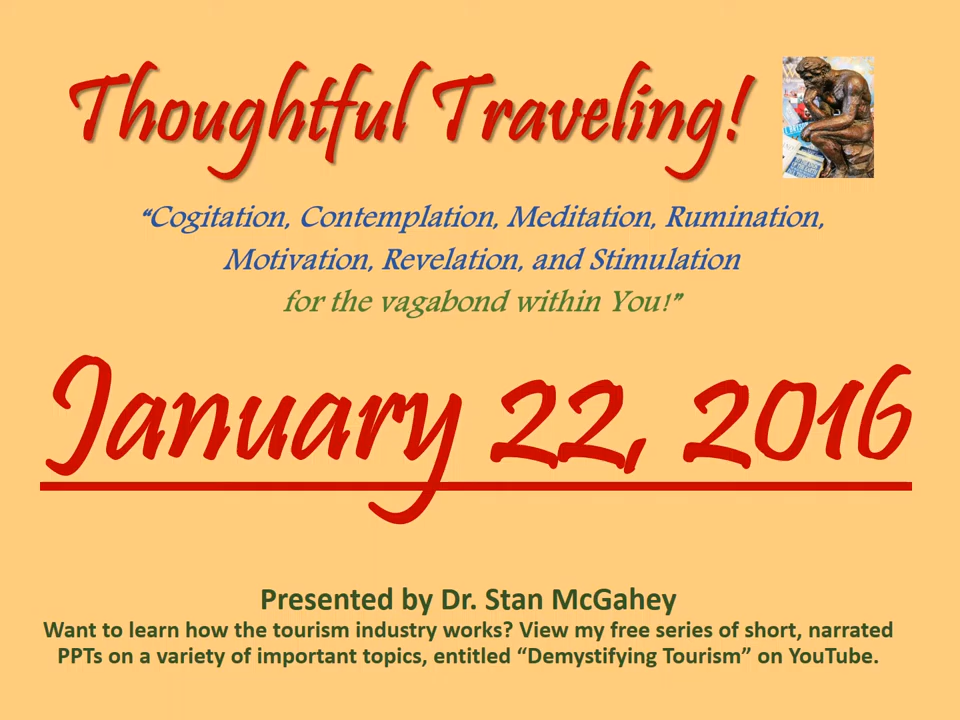 Thoughtful Traveling!
“Cogitation, Contemplation, Meditation, Rumination,
Motivation, Revelation, and Stimulation
for the vagabond within You!”
January 22, 2016
Presented by Dr. Stan McGahey
Want to learn how the tourism industry works? View my free series of short, narrated
PPTs on a variety of important topics, entitled “Demystifying Tourism” on YouTube.